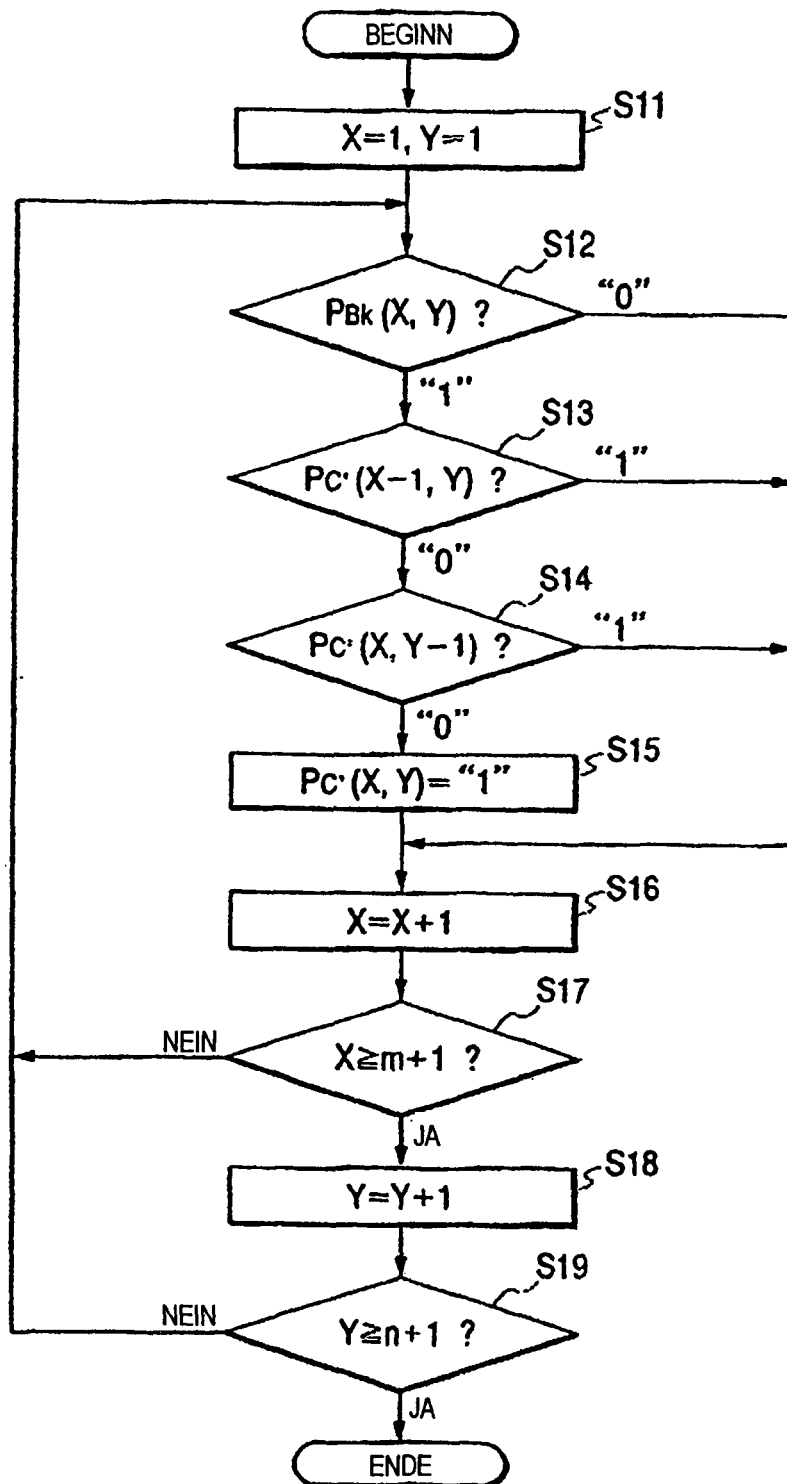 BEGINN
S11
X=1, Y=1
S12
PBk (X, Y) ?
“0”
“1”
S13
PC' (X−1, Y) ?
“1”
“0”
S14
PC' (X, Y−1) ?
“1”
“0”
S15
PC' (X, Y)= “1”
S16
X=X+1
S17
NEIN
X≧m+1 ?
JA
S18
Y=Y+1
S19
NEIN
Y≧n+1 ?
JA
ENDE